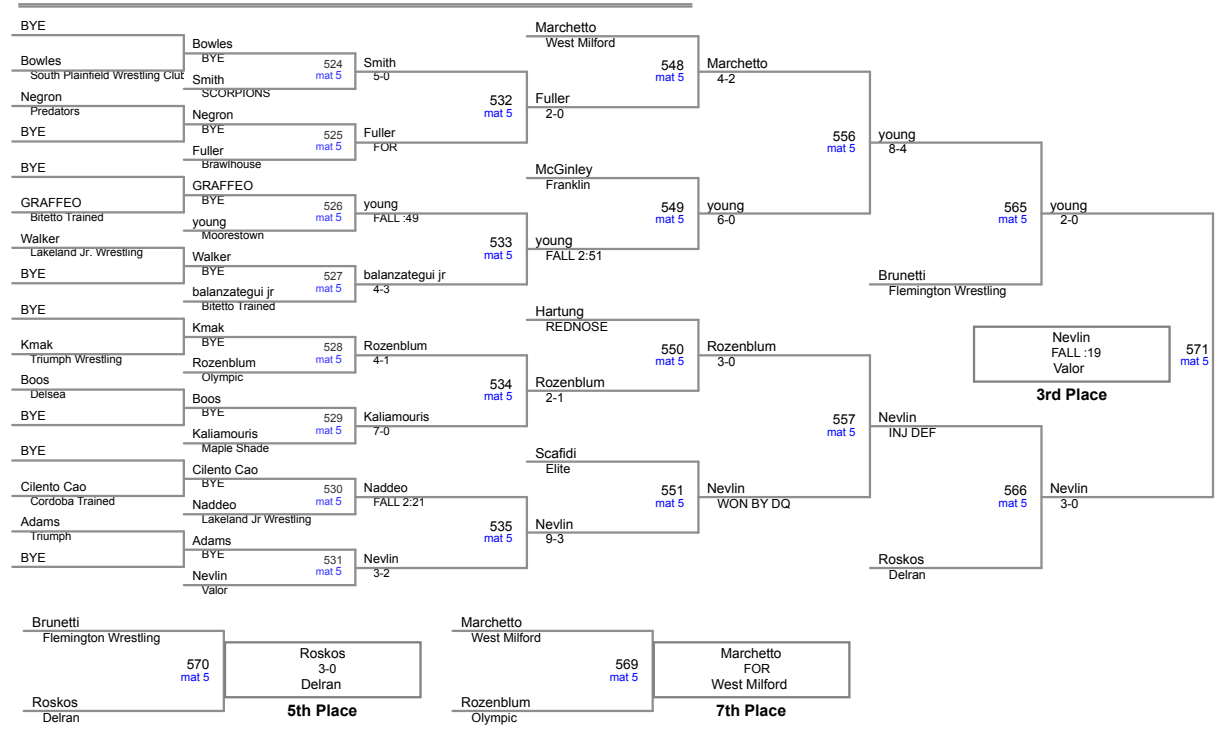 BYE
Bowles
South Plainfield Wrestling Club
Negron
Predators
BYE
BYE
GRAFFEO
Bitetto Trained
Walker
Lakeland Jr. Wrestling
BYE
BYE
Kmak
Triumph Wrestling
Boos
Delsea
BYE
BYE
Cilento Cao
Cordoba Trained
Adams
Triumph
BYE
Bowles
BYE
524
mat 5
Smith
SCORPIONS
Negron
BYE
525
mat 5
Fuller
Brawlhouse
GRAFFEO
BYE
526
mat 5
young
Moorestown
Walker
BYE
527
mat 5
balanzategui jr
Bitetto Trained
Kmak
BYE
528
mat 5
Rozenblum
Olympic
Boos
BYE
529
mat 5
Kaliamouris
Maple Shade
Cilento Cao
BYE
530
mat 5
Naddeo
Lakeland Jr Wrestling
Adams
BYE
531
mat 5
Nevlin
Valor
Smith
5-0
532
mat 5
Fuller
FOR
young
FALL :49
533
mat 5
balanzategui jr
4-3
Rozenblum
4-1
534
mat 5
Kaliamouris
7-0
Naddeo
FALL 2:21
535
mat 5
Nevlin
3-2
Marchetto
West Milford
548
mat 5
Fuller
2-0
McGinley
Franklin
549
mat 5
young
FALL 2:51
Hartung
REDNOSE
550
mat 5
Rozenblum
2-1
Scafidi
Elite
551
mat 5
Nevlin
9-3
Marchetto
4-2
556
mat 5
young
6-0
Rozenblum
3-0
557
mat 5
Nevlin
WON BY DQ
young
8-4
565
mat 5
Brunetti
Flemington Wrestling
Nevlin
INJ DEF
566
mat 5
Roskos
Delran
young
2-0
571
mat 5
Nevlin
3-0
Nevlin
FALL :19
Valor
3rd Place
Brunetti
Flemington Wrestling
570
mat 5
Roskos
Delran
Roskos
3-0
Delran
5th Place
Marchetto
West Milford
569
mat 5
Rozenblum
Olympic
Marchetto
FOR
West Milford
7th Place